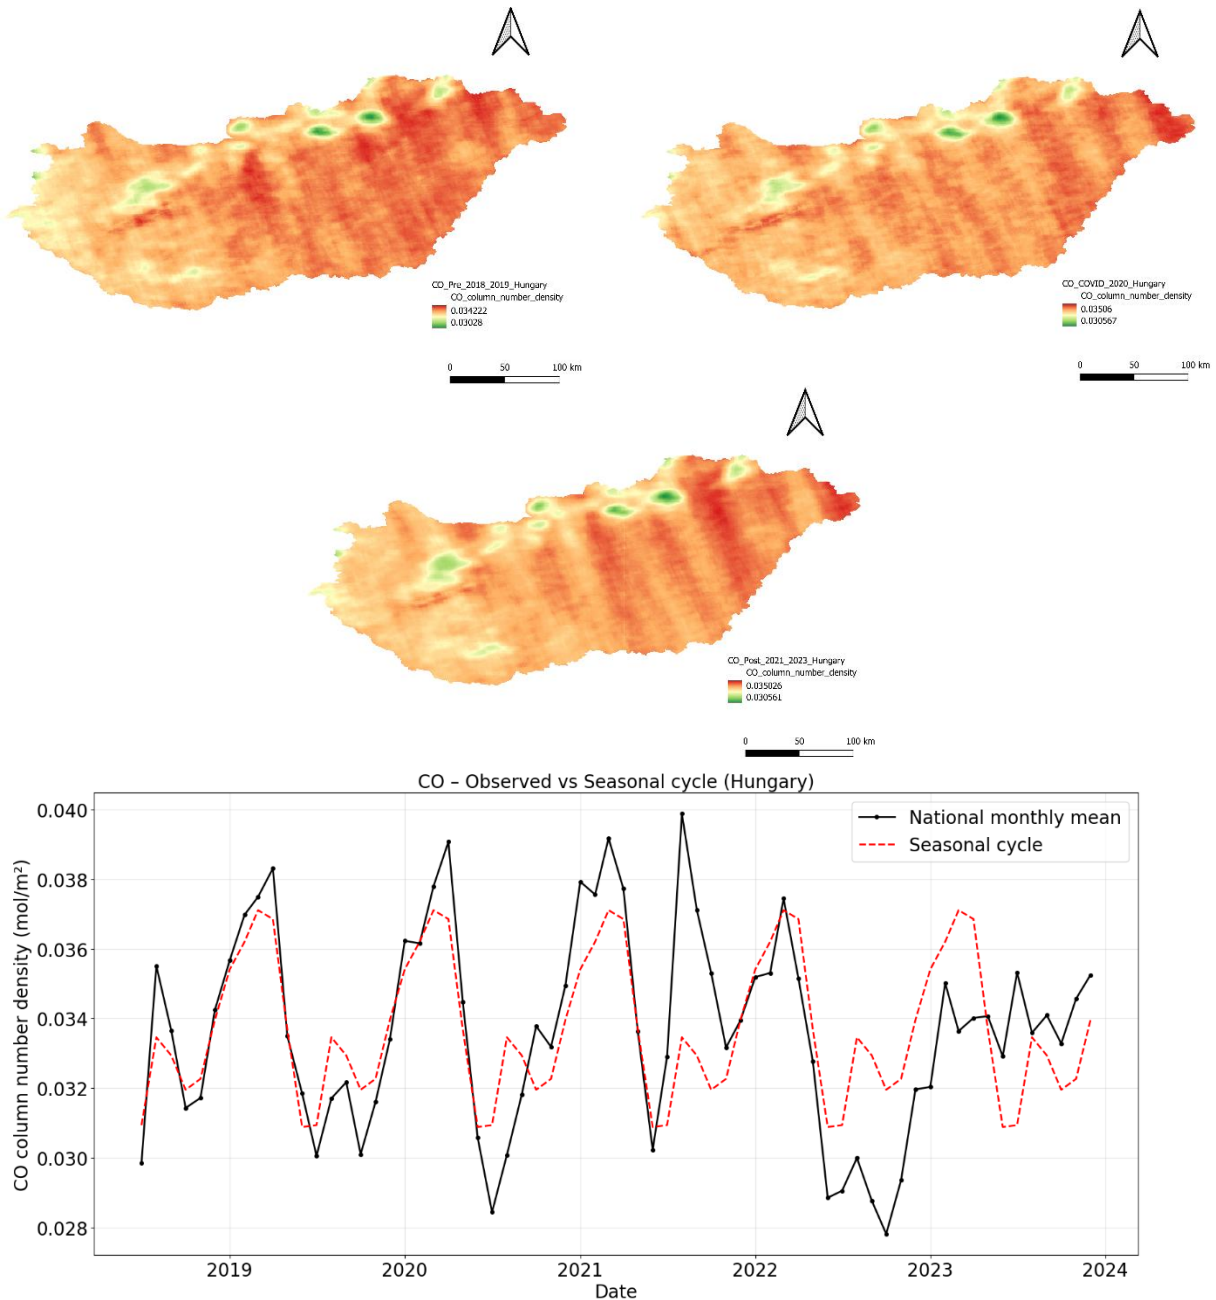 CO_Pre_2018_2019_Hungary
CO_column_number_density
0.034222
0.03028
0 50 100 km
CO_COVID_2020_Hungary
CO_column_number_density
0.03506
0.030567
0 50 100 km
CO_Post_2021_2023_Hungary
CO_column_number_density
0.035026
0.030561
0 50 100 km
CO – Observed vs Seasonal cycle (Hungary)
National monthly mean
Seasonal cycle
CO column number density (mol/m²)
0.040
0.038
0.036
0.034
0.032
0.030
0.028
2019 2020 2021 2022 2023 2024
Date